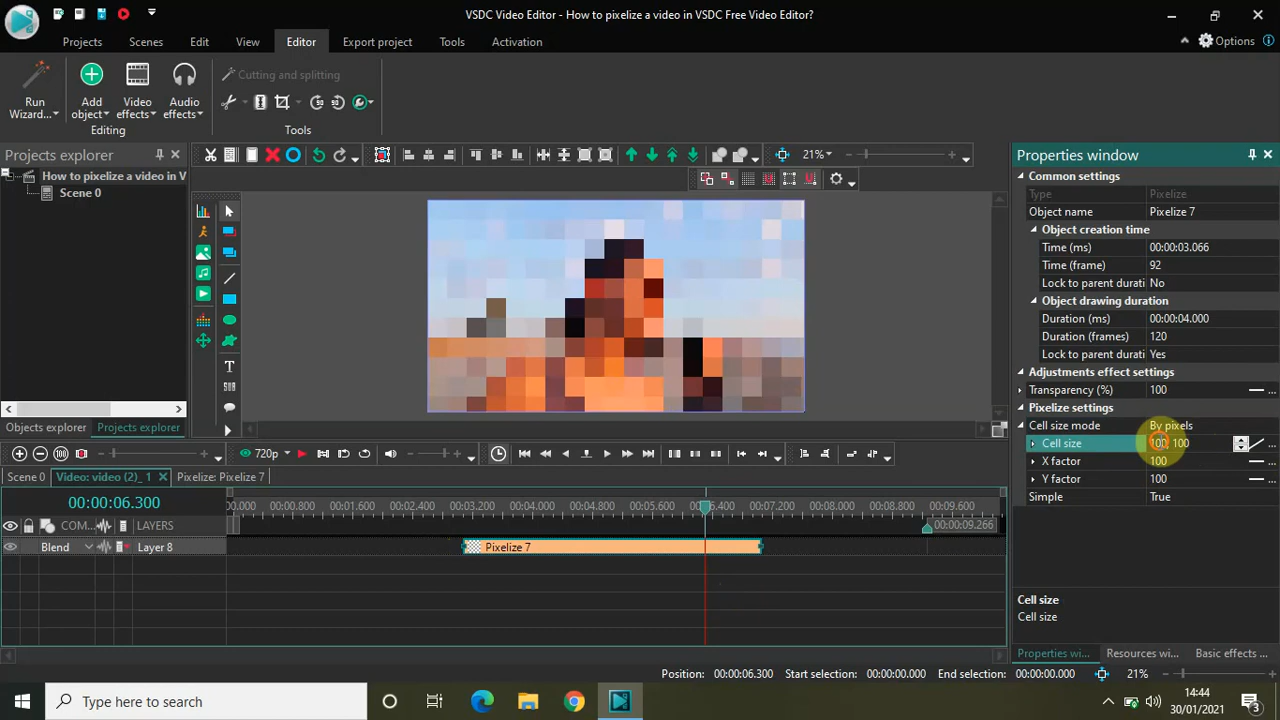 VSDC Video Editor - How to pixelize a video in VSDC Free Video Editor?
Projects Scenes Edit View Editor Export project Tools Activation
Options
Run Wizard...
Add object
Video effects
Audio effects
Cutting and splitting
Editing
Tools
Projects explorer
How to pixelize a video in V
Scene 0
Objects explorer Projects explorer
21%
720p
Properties window
Common settings
Type Pixelize
Object name Pixelize 7
Object creation time
Time (ms) 00:00:03.066
Time (frame) 92
Lock to parent durati No
Object drawing duration
Duration (ms) 00:00:04.000
Duration (frames) 120
Lock to parent durati Yes
Adjustments effect settings
Transparency (%) 100
Pixelize settings
Cell size mode By pixels
Cell size 100; 100
X factor 100
Y factor 100
Simple True
Cell size
Cell size
Properties wi... Resources wi... Basic effects ...
Scene 0 Video: video (2)_ 1 Pixelize: Pixelize 7
00:00:06.300
.000 00:00.800 00:01.600 00:02.400 00:03.200 00:04.000 00:04.800 00:05.600 00:06.400 00:07.200 00:08.000 00:08.800 00:09.600
00:00:09.266
COM... LAYERS
Blend Layer 8
Pixelize 7
Position: 00:00:06.300 Start selection: 00:00:00.000 End selection: 00:00:00.000 21%
Type here to search
14:44
30/01/2021
3